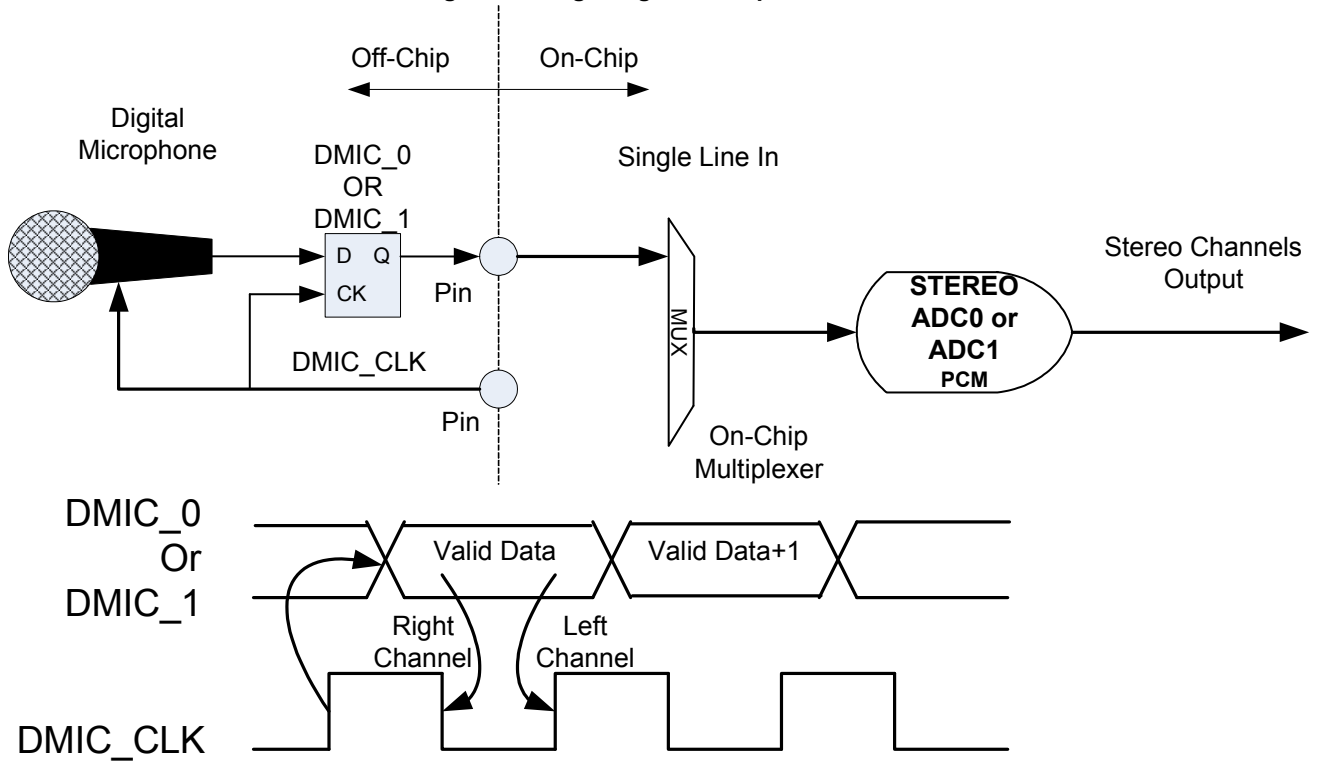 Off-Chip
On-Chip
Digital
Microphone
DMIC_0
OR
DMIC_1
Single Line In
D
Q
CK
Pin
DMIC_CLK
Pin
MUX
On-Chip
Multiplexer
STEREO
ADC0 or
ADC1
PCM
Stereo Channels
Output
DMIC_0
Or
DMIC_1
Valid Data
Valid Data+1
Right
Channel
Left
Channel
DMIC_CLK